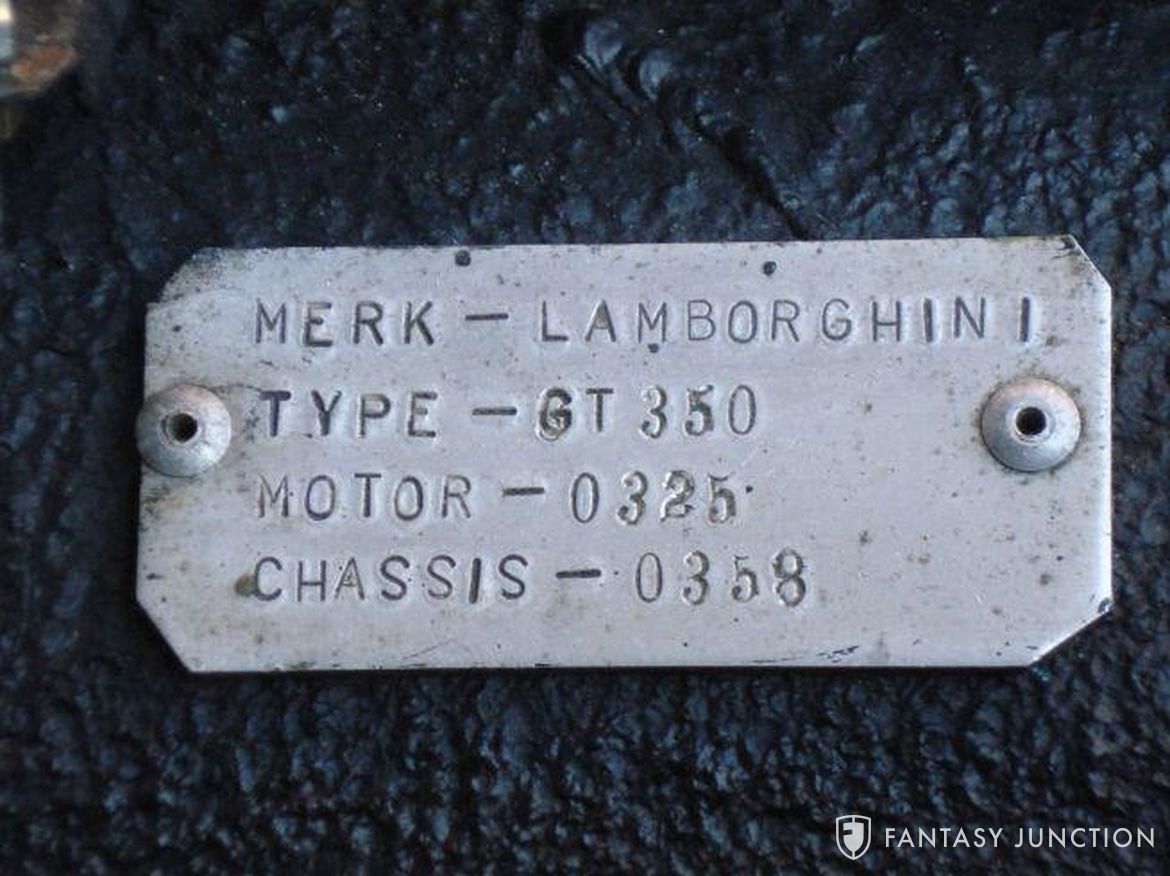 MERK - LAMBORGHINI
TYPE - GT 350
MOTOR - 0325
CHASSIS - 0358
FANTASY JUNCTION